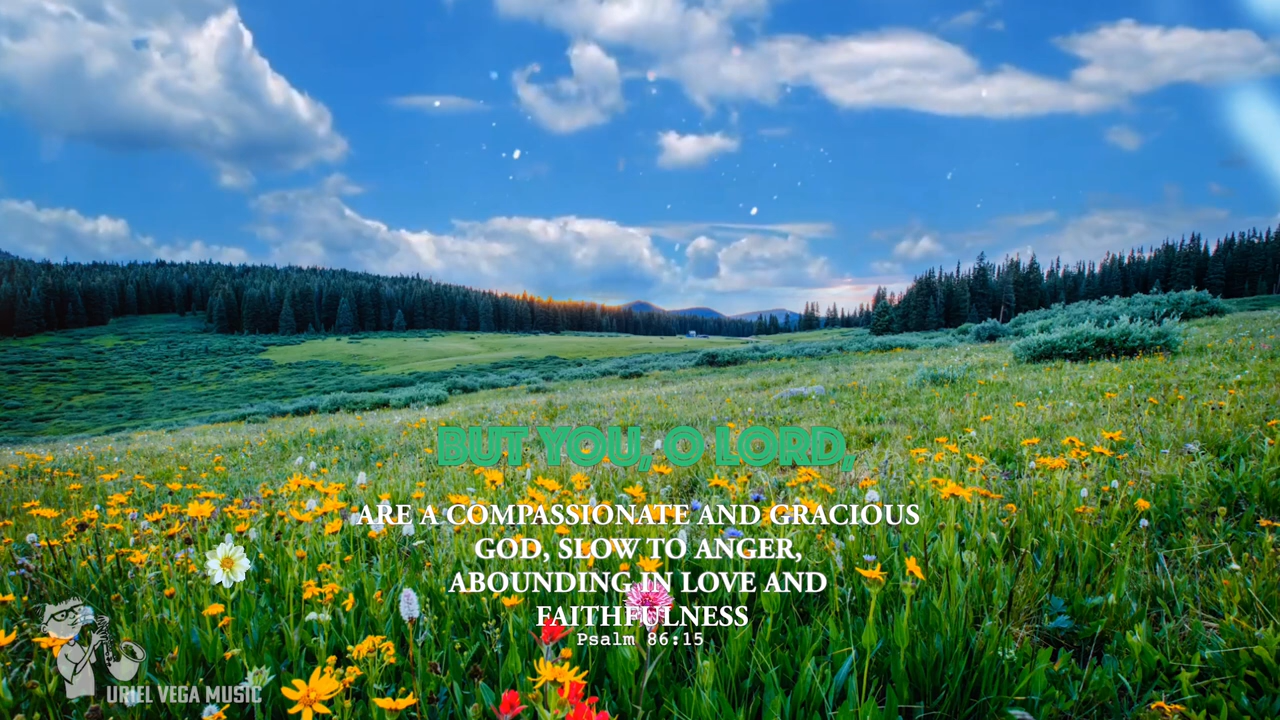 BUT YOU, O LORD,
ARE A COMPASSIONATE AND GRACIOUS
GOD, SLOW TO ANGER,
ABOUNDING IN LOVE AND
FAITHFULNESS
Psalm 86:15
URIEL VEGA MUSIC